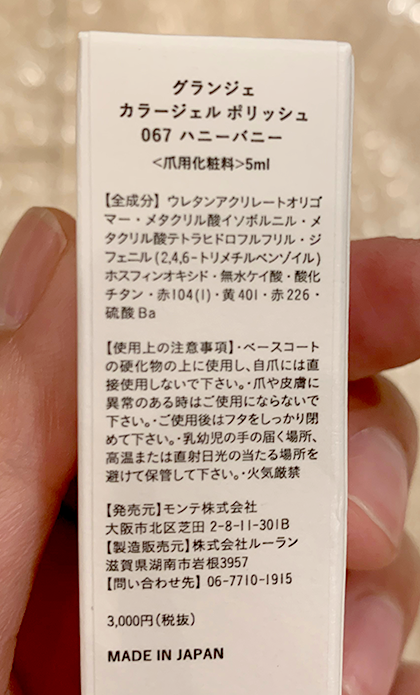 グランジェ
カラージェル ポリッシュ
067 ハニーバニー
<爪用化粧料>5ml
【全成分】ウレタンアクリレートオリゴ
マー・メタクリル酸イソボルニル・メ
タクリル酸テトラヒドロフルフリル・ジ
フェニル(2,4,6-トリメチルベンゾイル)
ホスフィンオキシド・無水ケイ酸・酸化
チタン・赤104(1)・黄401・赤226・
硫酸Ba
【使用上の注意事項】・ベースコート
の硬化物の上に使用し、自爪には直
接使用しないで下さい。・爪や皮膚に
異常のある時はご使用にならないで
下さい。・ご使用後はフタをしっかり閉
めて下さい。・乳幼児の手の届く場所、
高温または直射日光の当たる場所を
避けて保管して下さい。・火気厳禁
【発売元】モンテ株式会社
大阪市北区芝田 2-8-11-301B
【製造販売元】株式会社ルーラン
滋賀県湖南市岩根3957
【問い合わせ先】 06-7710-1915
3,000円(税抜)
MADE IN JAPAN